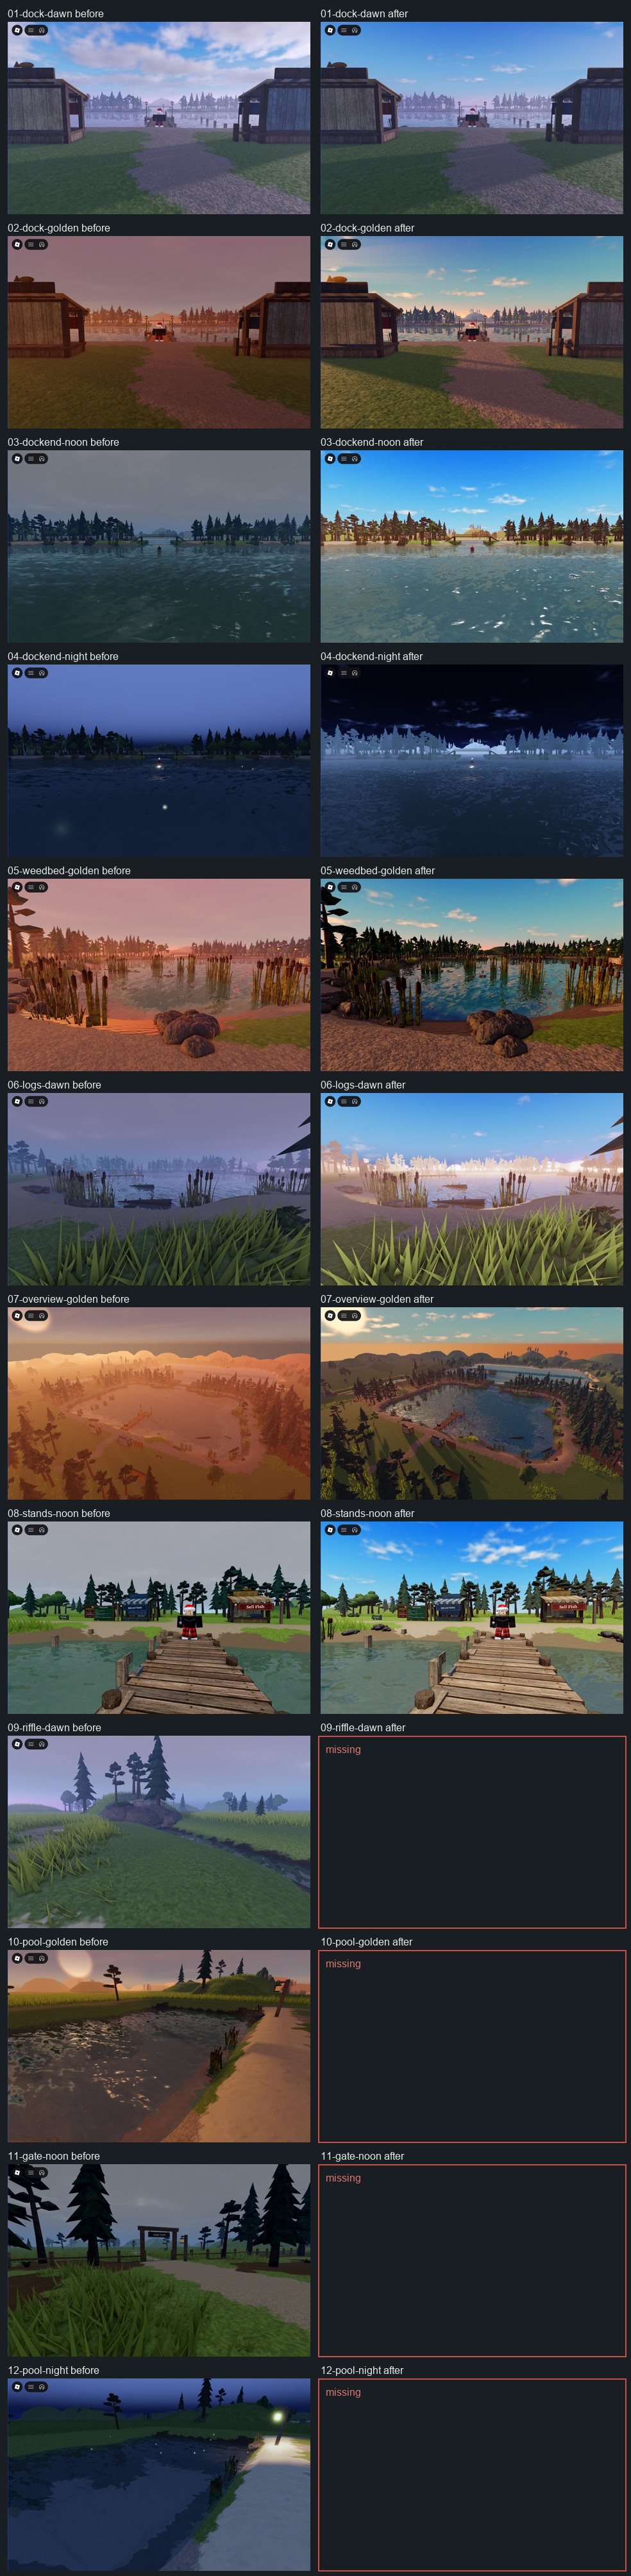 01-dock-dawn before
01-dock-dawn after
02-dock-golden before
02-dock-golden after
03-dockend-noon before
03-dockend-noon after
04-dockend-night before
04-dockend-night after
05-weedbed-golden before
05-weedbed-golden after
06-logs-dawn before
06-logs-dawn after
07-overview-golden before
07-overview-golden after
08-stands-noon before
08-stands-noon after
Sell Fish
Sell Fish
09-riffle-dawn before
09-riffle-dawn after
missing
10-pool-golden before
10-pool-golden after
missing
11-gate-noon before
11-gate-noon after
missing
12-pool-night before
12-pool-night after
missing